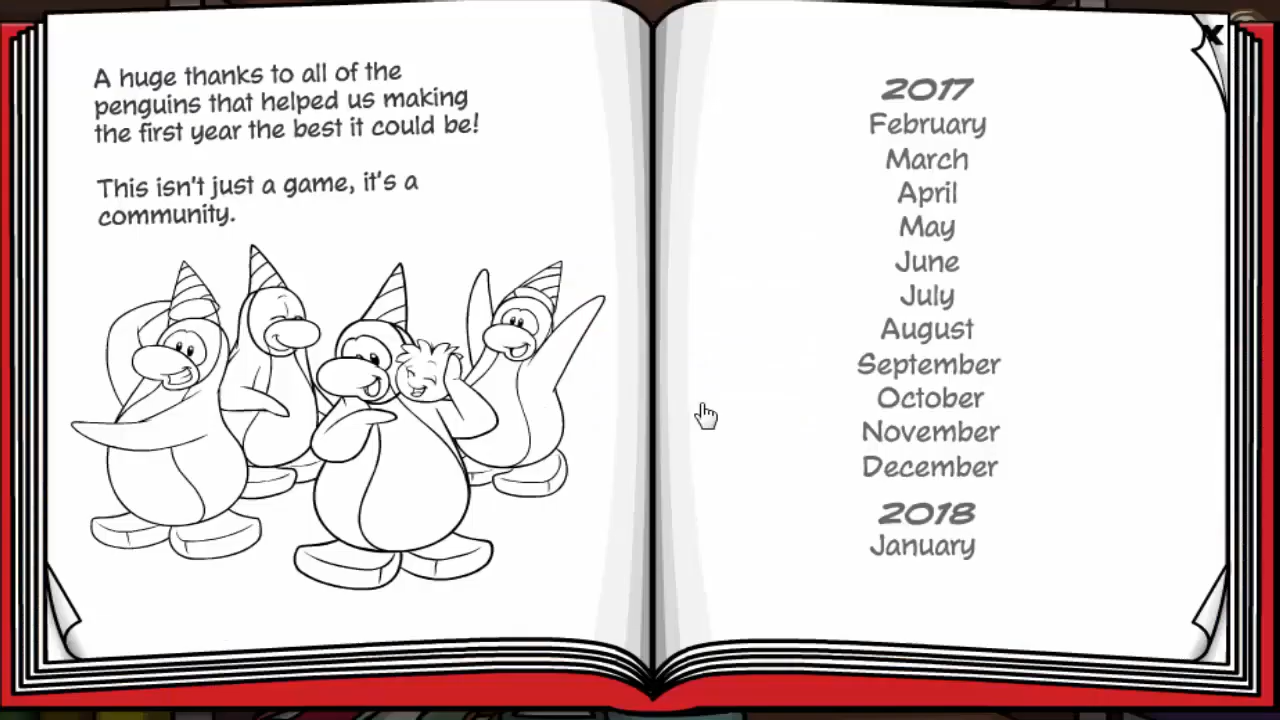 A huge thanks to all of the
penguins that helped us making
the first year the best it could be!
This isn't just a game, it's a
community.
2017
February
March
April
May
June
July
August
September
October
November
December
2018
January